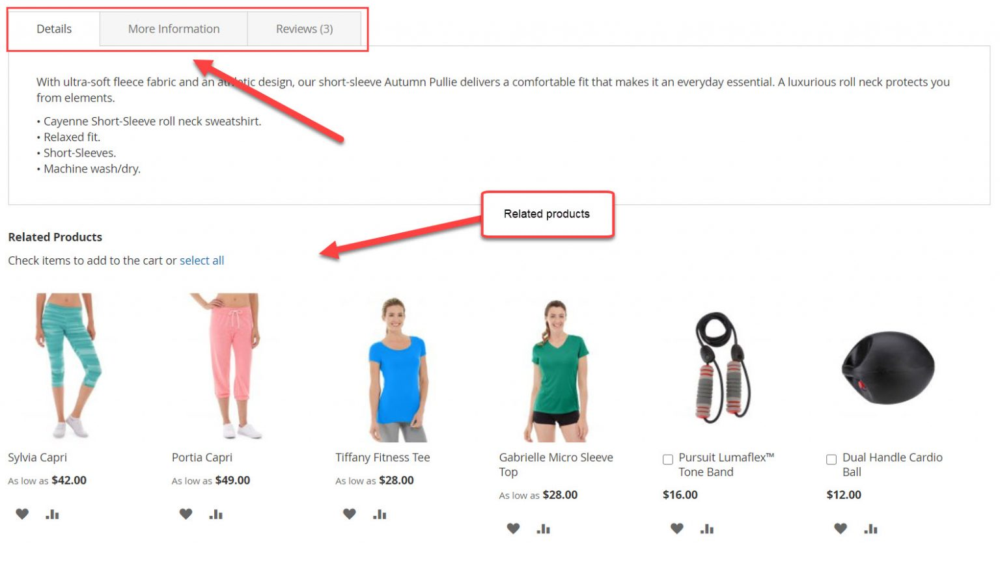 Details
More Information
Reviews (3)
With ultra-soft fleece fabric and an athletic design, our short-sleeve Autumn Pullie delivers a comfortable fit that makes it an everyday essential. A luxurious roll neck protects you
from elements.
• Cayenne Short-Sleeve roll neck sweatshirt.
• Relaxed fit.
• Short-Sleeves.
• Machine wash/dry.
Related products
Related Products
Check items to add to the cart or select all
Sylvia Capri
As low as $42.00
Portia Capri
As low as $49.00
Tiffany Fitness Tee
As low as $28.00
Gabrielle Micro Sleeve
Top
As low as $28.00
Pursuit Lumaflex™
Tone Band
$16.00
Dual Handle Cardio
Ball
$12.00